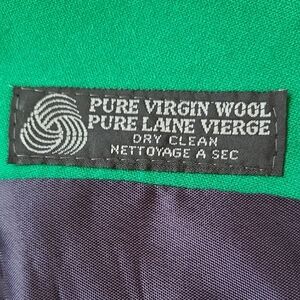 PURE VIRGIN WOOL
PURE LAINE VIERGE
DRY CLEAN
NETTOYAGE A SEC